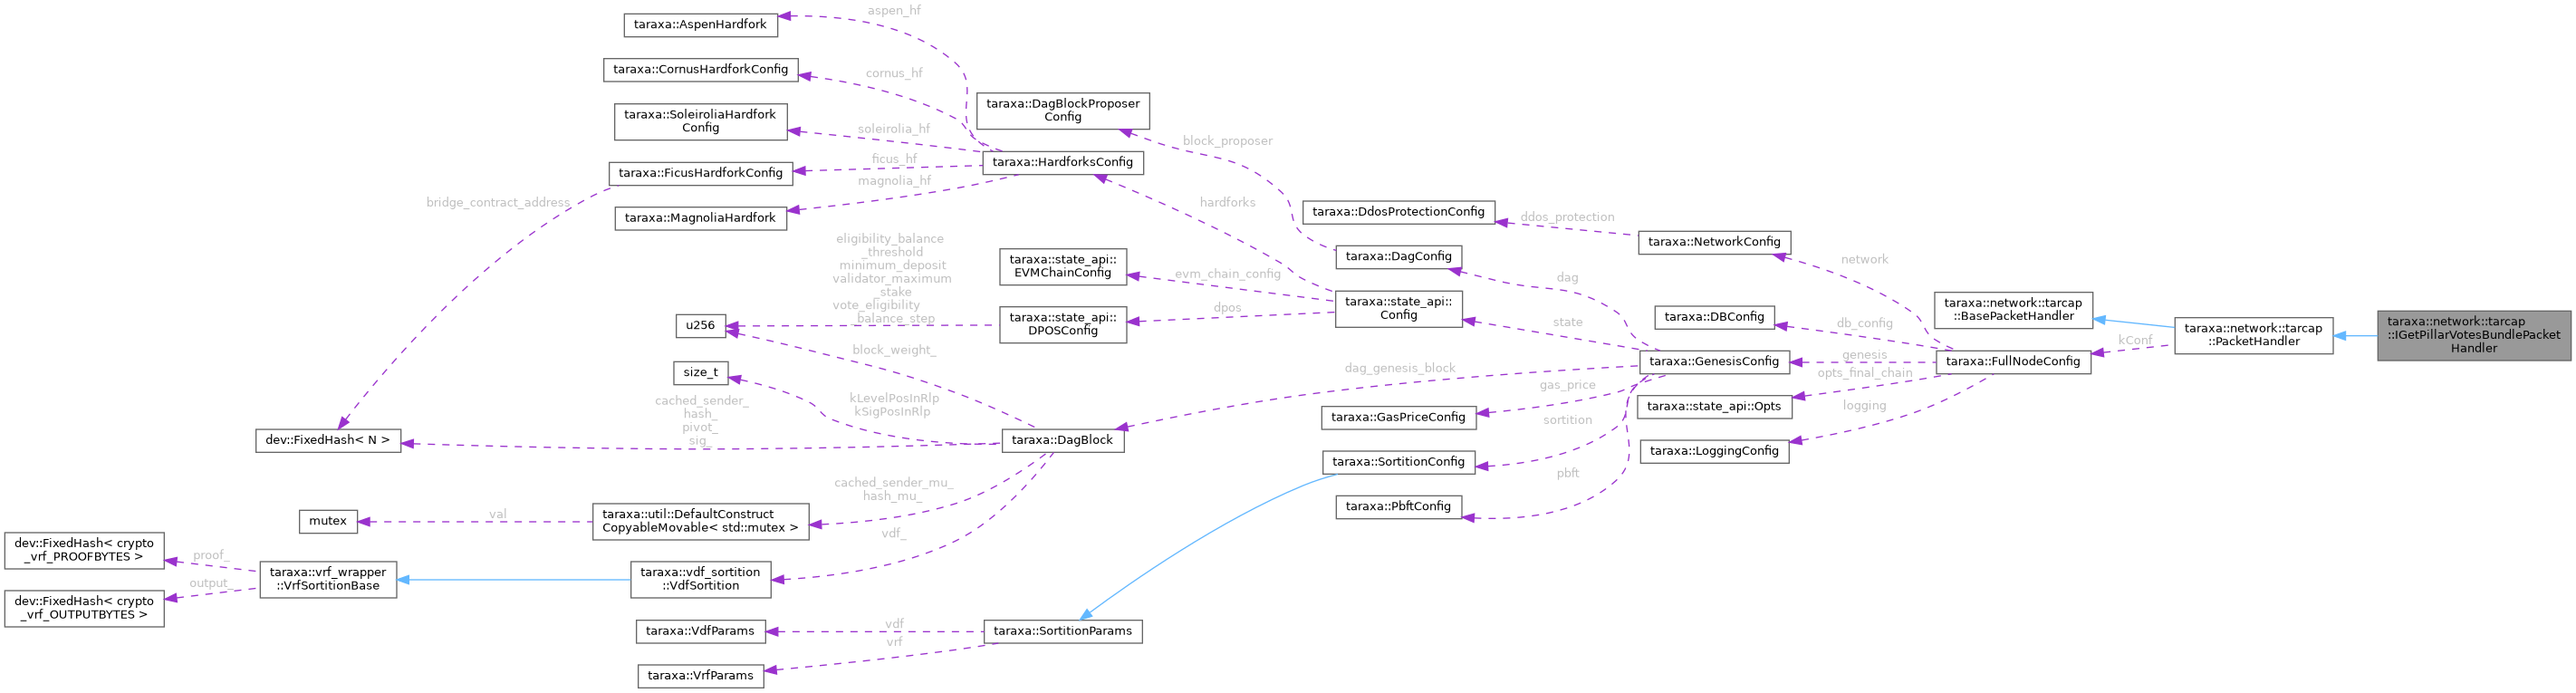 taraxa::AspenHardfork
aspen_hf
taraxa::CornusHardforkConfig
cornus_hf
taraxa::SoleiroliaHardfork
Config
soleirolia_hf
taraxa::FicusHardforkConfig
ficus_hf
magnolia_hf
taraxa::MagnoliaHardfork
bridge_contract_address
taraxa::DagBlockProposer
Config
taraxa::HardforksConfig
block_proposer
hardforks
taraxa::DdosProtectionConfig
ddos_protection
taraxa::NetworkConfig
network
taraxa::DagConfig
dag
eligibility_balance
_threshold
minimum_deposit
validator_maximum
_stake
vote_eligibility
_balance_step
taraxa::state_api::
EVMChainConfig
evm_chain_config
taraxa::state_api::
DPOSConfig
dpos
taraxa::state_api::
Config
state
u256
block_weight_
size_t
kLevelPosInRlp
kSigPosInRlp
cached_sender_
hash_
pivot_
sig_
dev::FixedHash< N >
taraxa::DagBlock
dag_genesis_block
taraxa::DBConfig
db_config
taraxa::GenesisConfig
genesis
taraxa::state_api::Opts
opts_final_chain
taraxa::LoggingConfig
logging
taraxa::GasPriceConfig
gas_price
taraxa::SortitionConfig
sortition
taraxa::PbftConfig
pbft
taraxa::network::tarcap
::BasePacketHandler
taraxa::FullNodeConfig
kConf
taraxa::network::tarcap
::PacketHandler
taraxa::network::tarcap
::IGetPillarVotesBundlePacket
Handler
cached_sender_mu_
hash_mu_
vdf_
mutex
val
taraxa::util::DefaultConstruct
CopyableMovable< std::mutex >
dev::FixedHash< crypto
_vrf_PROOFBYTES >
proof_
dev::FixedHash< crypto
_vrf_OUTPUTBYTES >
output_
taraxa::vrf_wrapper
::VrfSortitionBase
taraxa::vdf_sortition
::VdfSortition
taraxa::VdfParams
vdf
taraxa::VrfParams
vrf
taraxa::SortitionParams